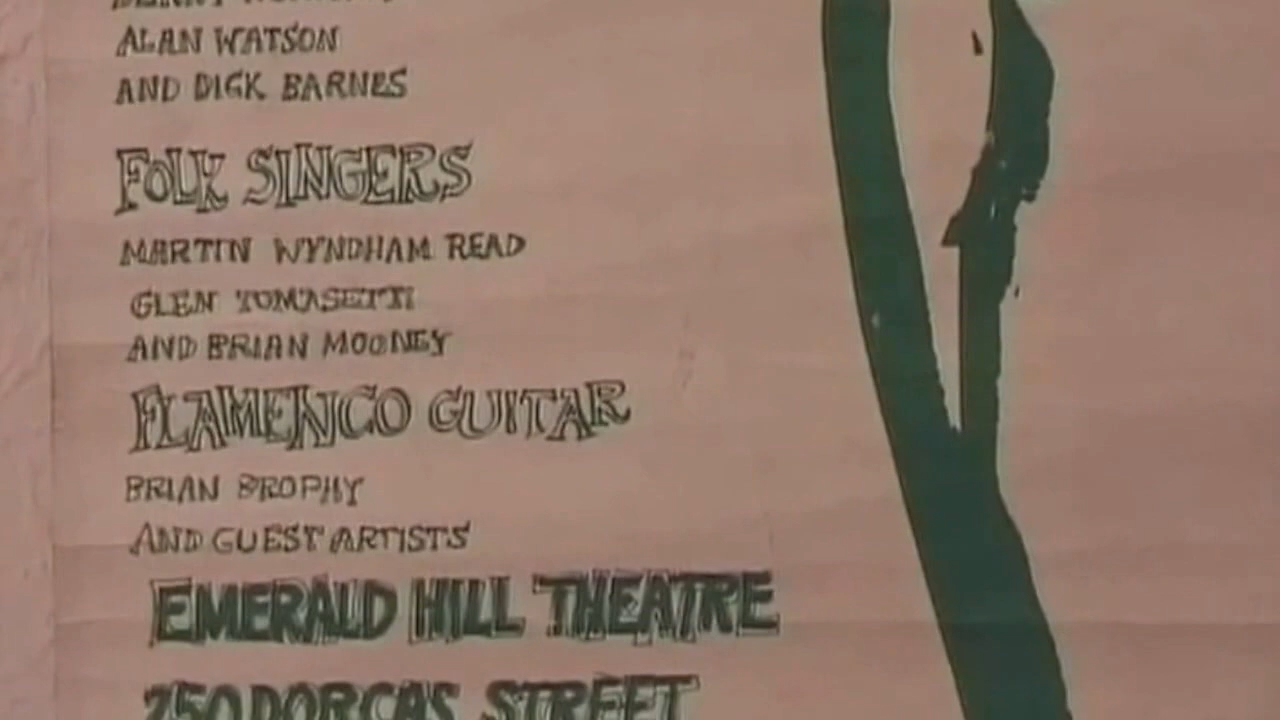 ALAN WATSON
AND DICK BARNES
FOLK SINGERS
MARTIN WYNDHAM READ
GLEN TOMASETTI
AND BRIAN MOONEY
FLAMENCO GUITAR
BRIAN BROPHY
AND GUEST ARTISTS
EMERALD HILL THEATRE
250 DORCAS STREET